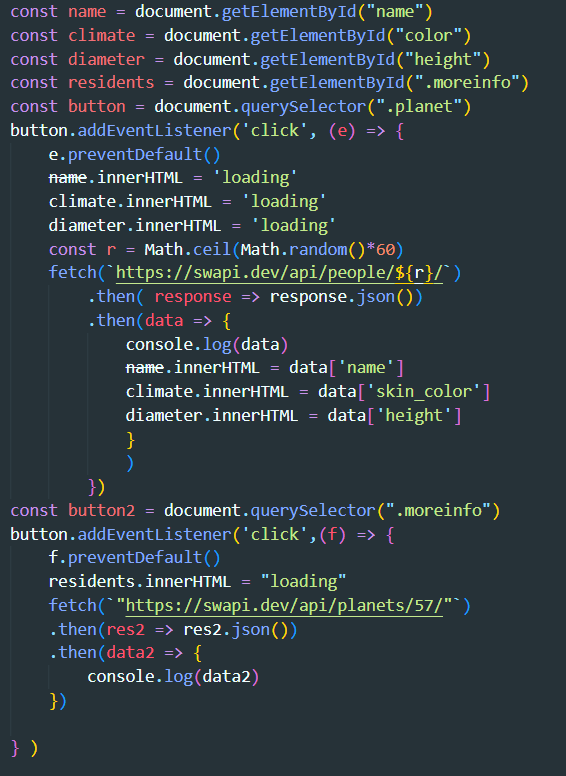 const name = document.getElementById("name")
const climate = document.getElementById("color")
const diameter = document.getElementById("height")
const residents = document.getElementById(".moreinfo")
const button = document.querySelector(".planet")
button.addEventListener('click', (e) => {
    e.preventDefault()
    name.innerHTML = 'loading'
    climate.innerHTML = 'loading'
    diameter.innerHTML = 'loading'
    const r = Math.ceil(Math.random()*60)
    fetch(`https://swapi.dev/api/people/${r}/`)
        .then( response => response.json())
        .then(data => {
            console.log(data)
            name.innerHTML = data['name']
            climate.innerHTML = data['skin_color']
            diameter.innerHTML = data['height']
            }
            )
        })
const button2 = document.querySelector(".moreinfo")
button.addEventListener('click',(f) => {
    f.preventDefault()
    residents.innerHTML = "loading"
    fetch(`"https://swapi.dev/api/planets/57/"`)
    .then(res2 => res2.json())
    .then(data2 => {
        console.log(data2)
    })
} )